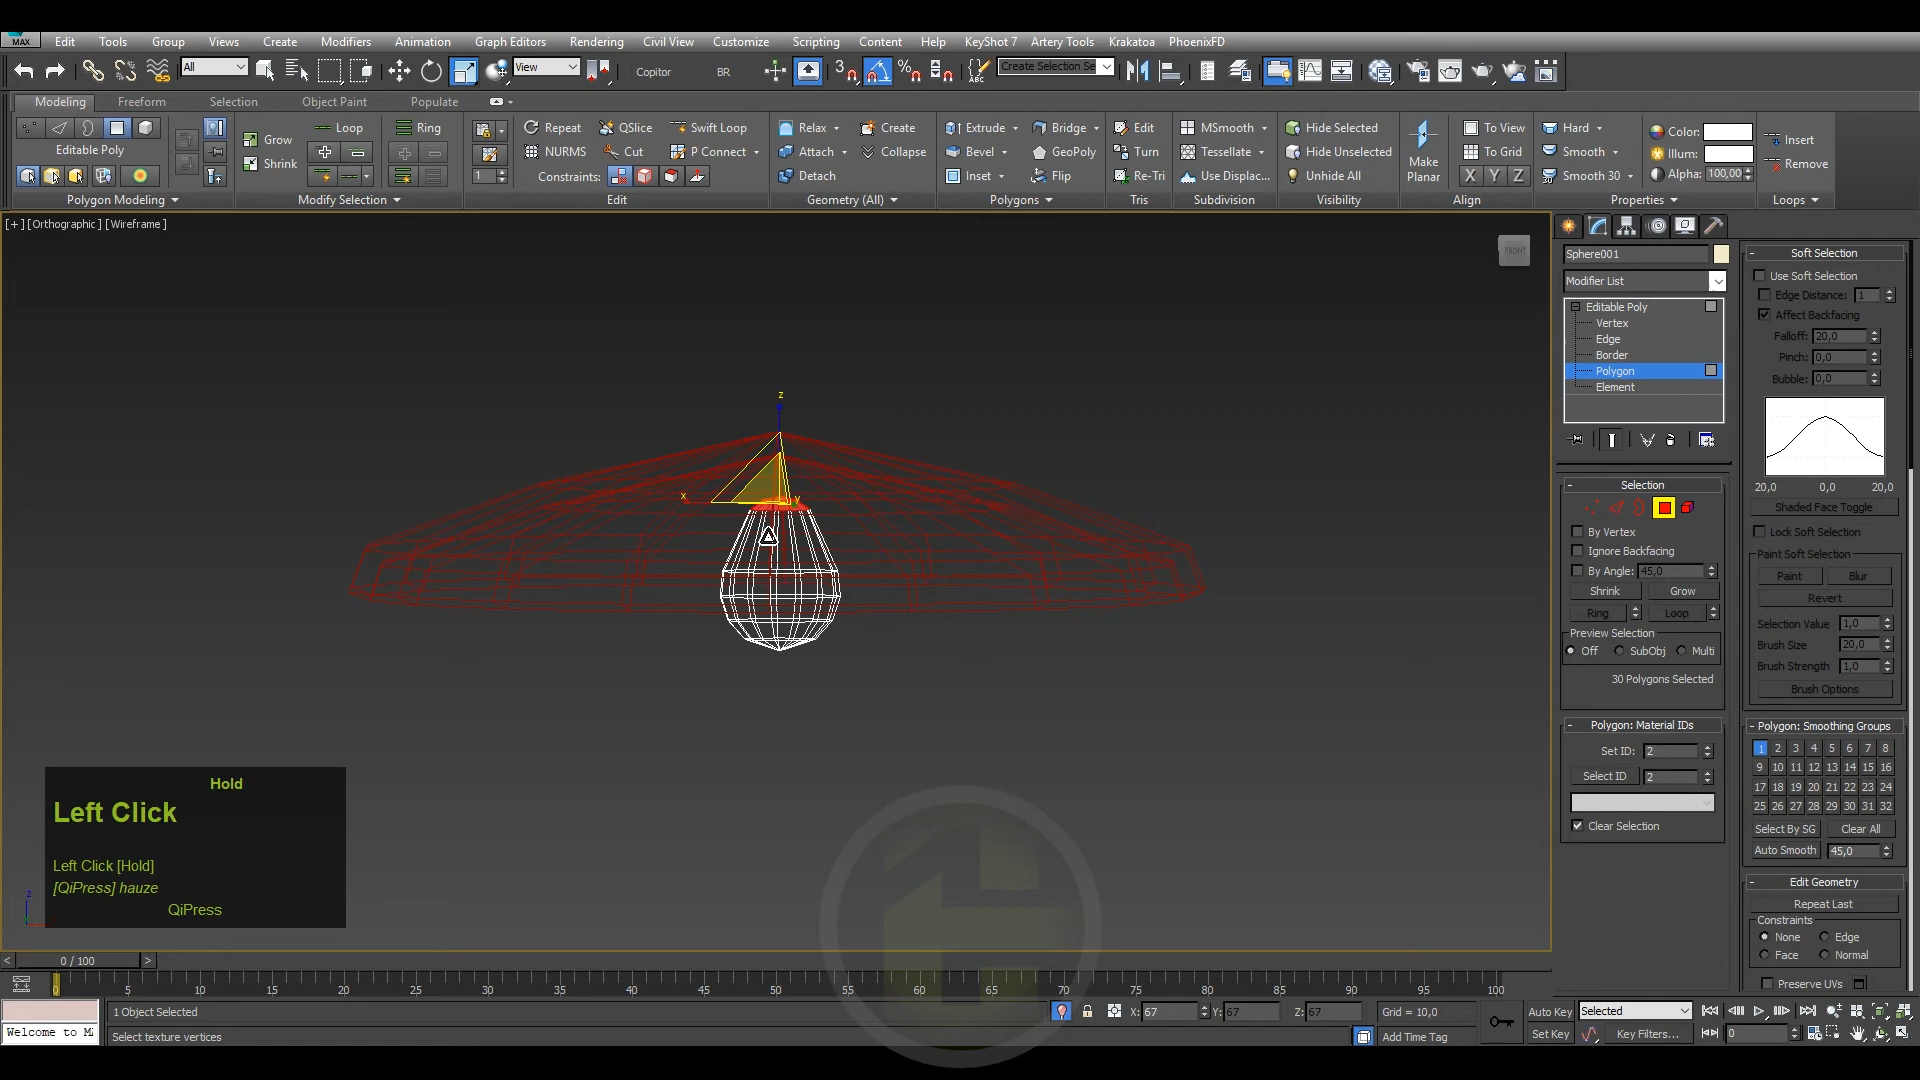 MAX Edit Tools Group Views Create Modifiers Animation Graph Editors Rendering Civil View Customize Scripting Content Help KeyShot 7 Artery Tools Krakatoa PhoenixFD
All View Copitor BR 3 % ABC Create Selection Se
Modeling Freeform Selection Object Paint Populate
Loop Ring Repeat QSlice Swift Loop Relax Create Extrude Bridge Edit MSmooth Hide Selected To View Hard Color:
Grow Insert
Editable Poly NURMS Cut P Connect Attach Collapse Bevel GeoPoly Turn Tessellate Hide Unselected Make Planar To Grid Smooth Illum:
Shrink Remove
1 Constraints: Detach Inset Flip Re-Tri Use Displac... Unhide All X Y Z Smooth 30 Alpha: 100,00
Polygon Modeling Modify Selection Edit Geometry (All) Polygons Tris Subdivision Visibility Align Properties Loops
[+] [Orthographic ] [Wireframe ]
FRONT
z
x
y
Sphere001
Modifier List
Editable Poly
Vertex
Edge
Border
Polygon
Element
- Selection
By Vertex
Ignore Backfacing
By Angle: 45,0
Shrink Grow
Ring Loop
Preview Selection
Off SubObj Multi
30 Polygons Selected
- Polygon: Material IDs
Set ID: 2
Select ID 2
Clear Selection
- Soft Selection
Use Soft Selection
Edge Distance: 1
Affect Backfacing
Falloff: 20,0
Pinch: 0,0
Bubble: 0,0
20,0 0,0 20,0
Shaded Face Toggle
Lock Soft Selection
Paint Soft Selection
Paint Blur
Revert
Selection Value 1,0
Brush Size 20,0
Brush Strength 1,0
Brush Options
- Polygon: Smoothing Groups
1 2 3 4 5 6 7 8
9 10 11 12 13 14 15 16
17 18 19 20 21 22 23 24
25 26 27 28 29 30 31 32
Select By SG Clear All
Auto Smooth 45,0
- Edit Geometry
Repeat Last
Constraints
None Edge
Face Normal
Preserve UVs
Hold
Left Click
Left Click [Hold]
[QiPress] hauze
QiPress
z
< 0 / 100 >
0 5 10 15 20 25 30 35 40 45 50 55 60 65 70 75 80 85 90 95 100
1 Object Selected X: 67 Y: 67 Z: 67 Grid = 10,0 Auto Key Selected
Welcome to M Select texture vertices Add Time Tag Set Key Key Filters... 0